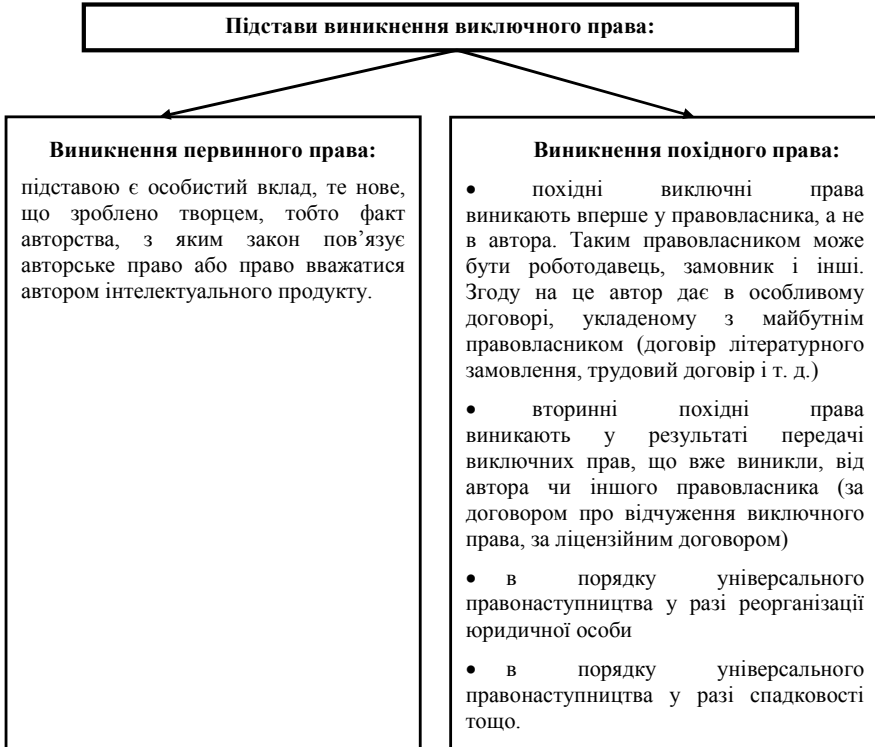 Підстави виникнення виключного права:
Виникнення первинного права:
підставою є особистий вклад, те нове,
що зроблено творцем, тобто факт
авторства, з яким закон пов’язує
авторське право або право вважатися
автором інтелектуального продукту.
Виникнення похідного права:
• похідні виключні права
виникають вперше у правовласника, а не
в автора. Таким правовласником може
бути роботодавець, замовник і інші.
Згоду на це автор дає в особливому
договорі, укладеному з майбутнім
правовласником (договір літературного
замовлення, трудовий договір і т. д.)
• вторинні похідні права
виникають у результаті передачі
виключних прав, що вже виникли, від
автора чи іншого правовласника (за
договором про відчуження виключного
права, за ліцензійним договором)
• в порядку універсального
правонаступництва у разі реорганізації
юридичної особи
• в порядку універсального
правонаступництва у разі спадковості
тощо.